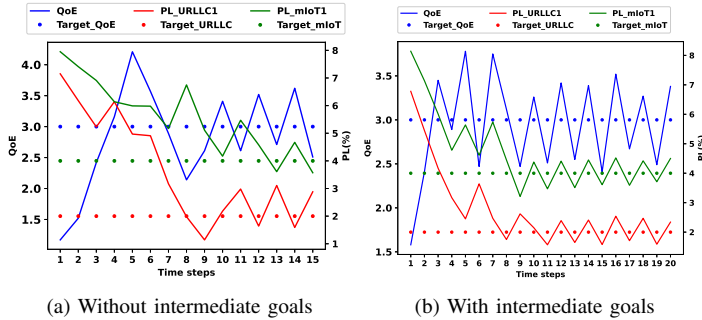 QoE PL_URLLC1 PL_mIoT1
Target_QoE Target_URLLC Target_mIoT
4.0
3.5
3.0
2.5
2.0
1.5
QoE
8
7
6
5
4
3
2
1
PL(%)
1 2 3 4 5 6 7 8 9 10 11 12 13 14 15
Time steps
(a) Without intermediate goals
QoE PL_URLLC1 PL_mIoT1
Target_QoE Target_URLLC Target_mIoT
3.5
3.0
2.5
2.0
1.5
QoE
8
7
6
5
4
3
2
PL(%)
1 2 3 4 5 6 7 8 9 10 11 12 13 14 15 16 17 18 19 20
Time steps
(b) With intermediate goals